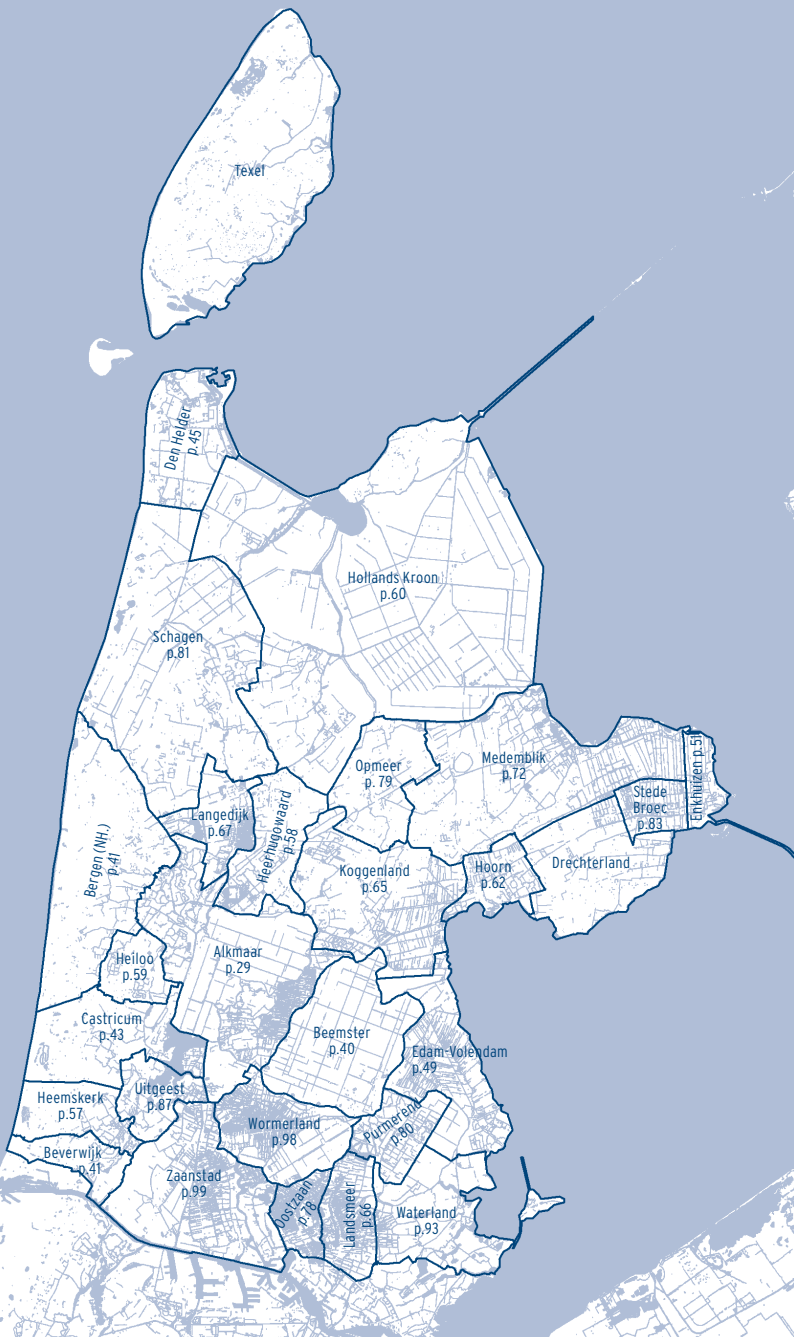 Texel
Den Helder
p.45
Hollands Kroon
p.60
Schagen
p.81
Opmeer
p. 79
Medemblik
p.72
Enkhuizen p.51
Stede
Broec
p.83
Langedijk
p.67
Heerhugowaard
p.58
Bergen (NH.)
p.41
Koggenland
p.65
Hoorn
p.62
Drechterland
Heiloo
p.59
Alkmaar
p.29
Castricum
p.43
Beemster
p.40
Edam-Volendam
p.49
Heemskerk
p.57
Uitgeest
p.87
Wormerland
p.98
Purmerend
p.80
Beverwijk
p.41
Zaanstad
p.99
Oostzaan
p.78
Landsmeer
p.66
Waterland
p.93